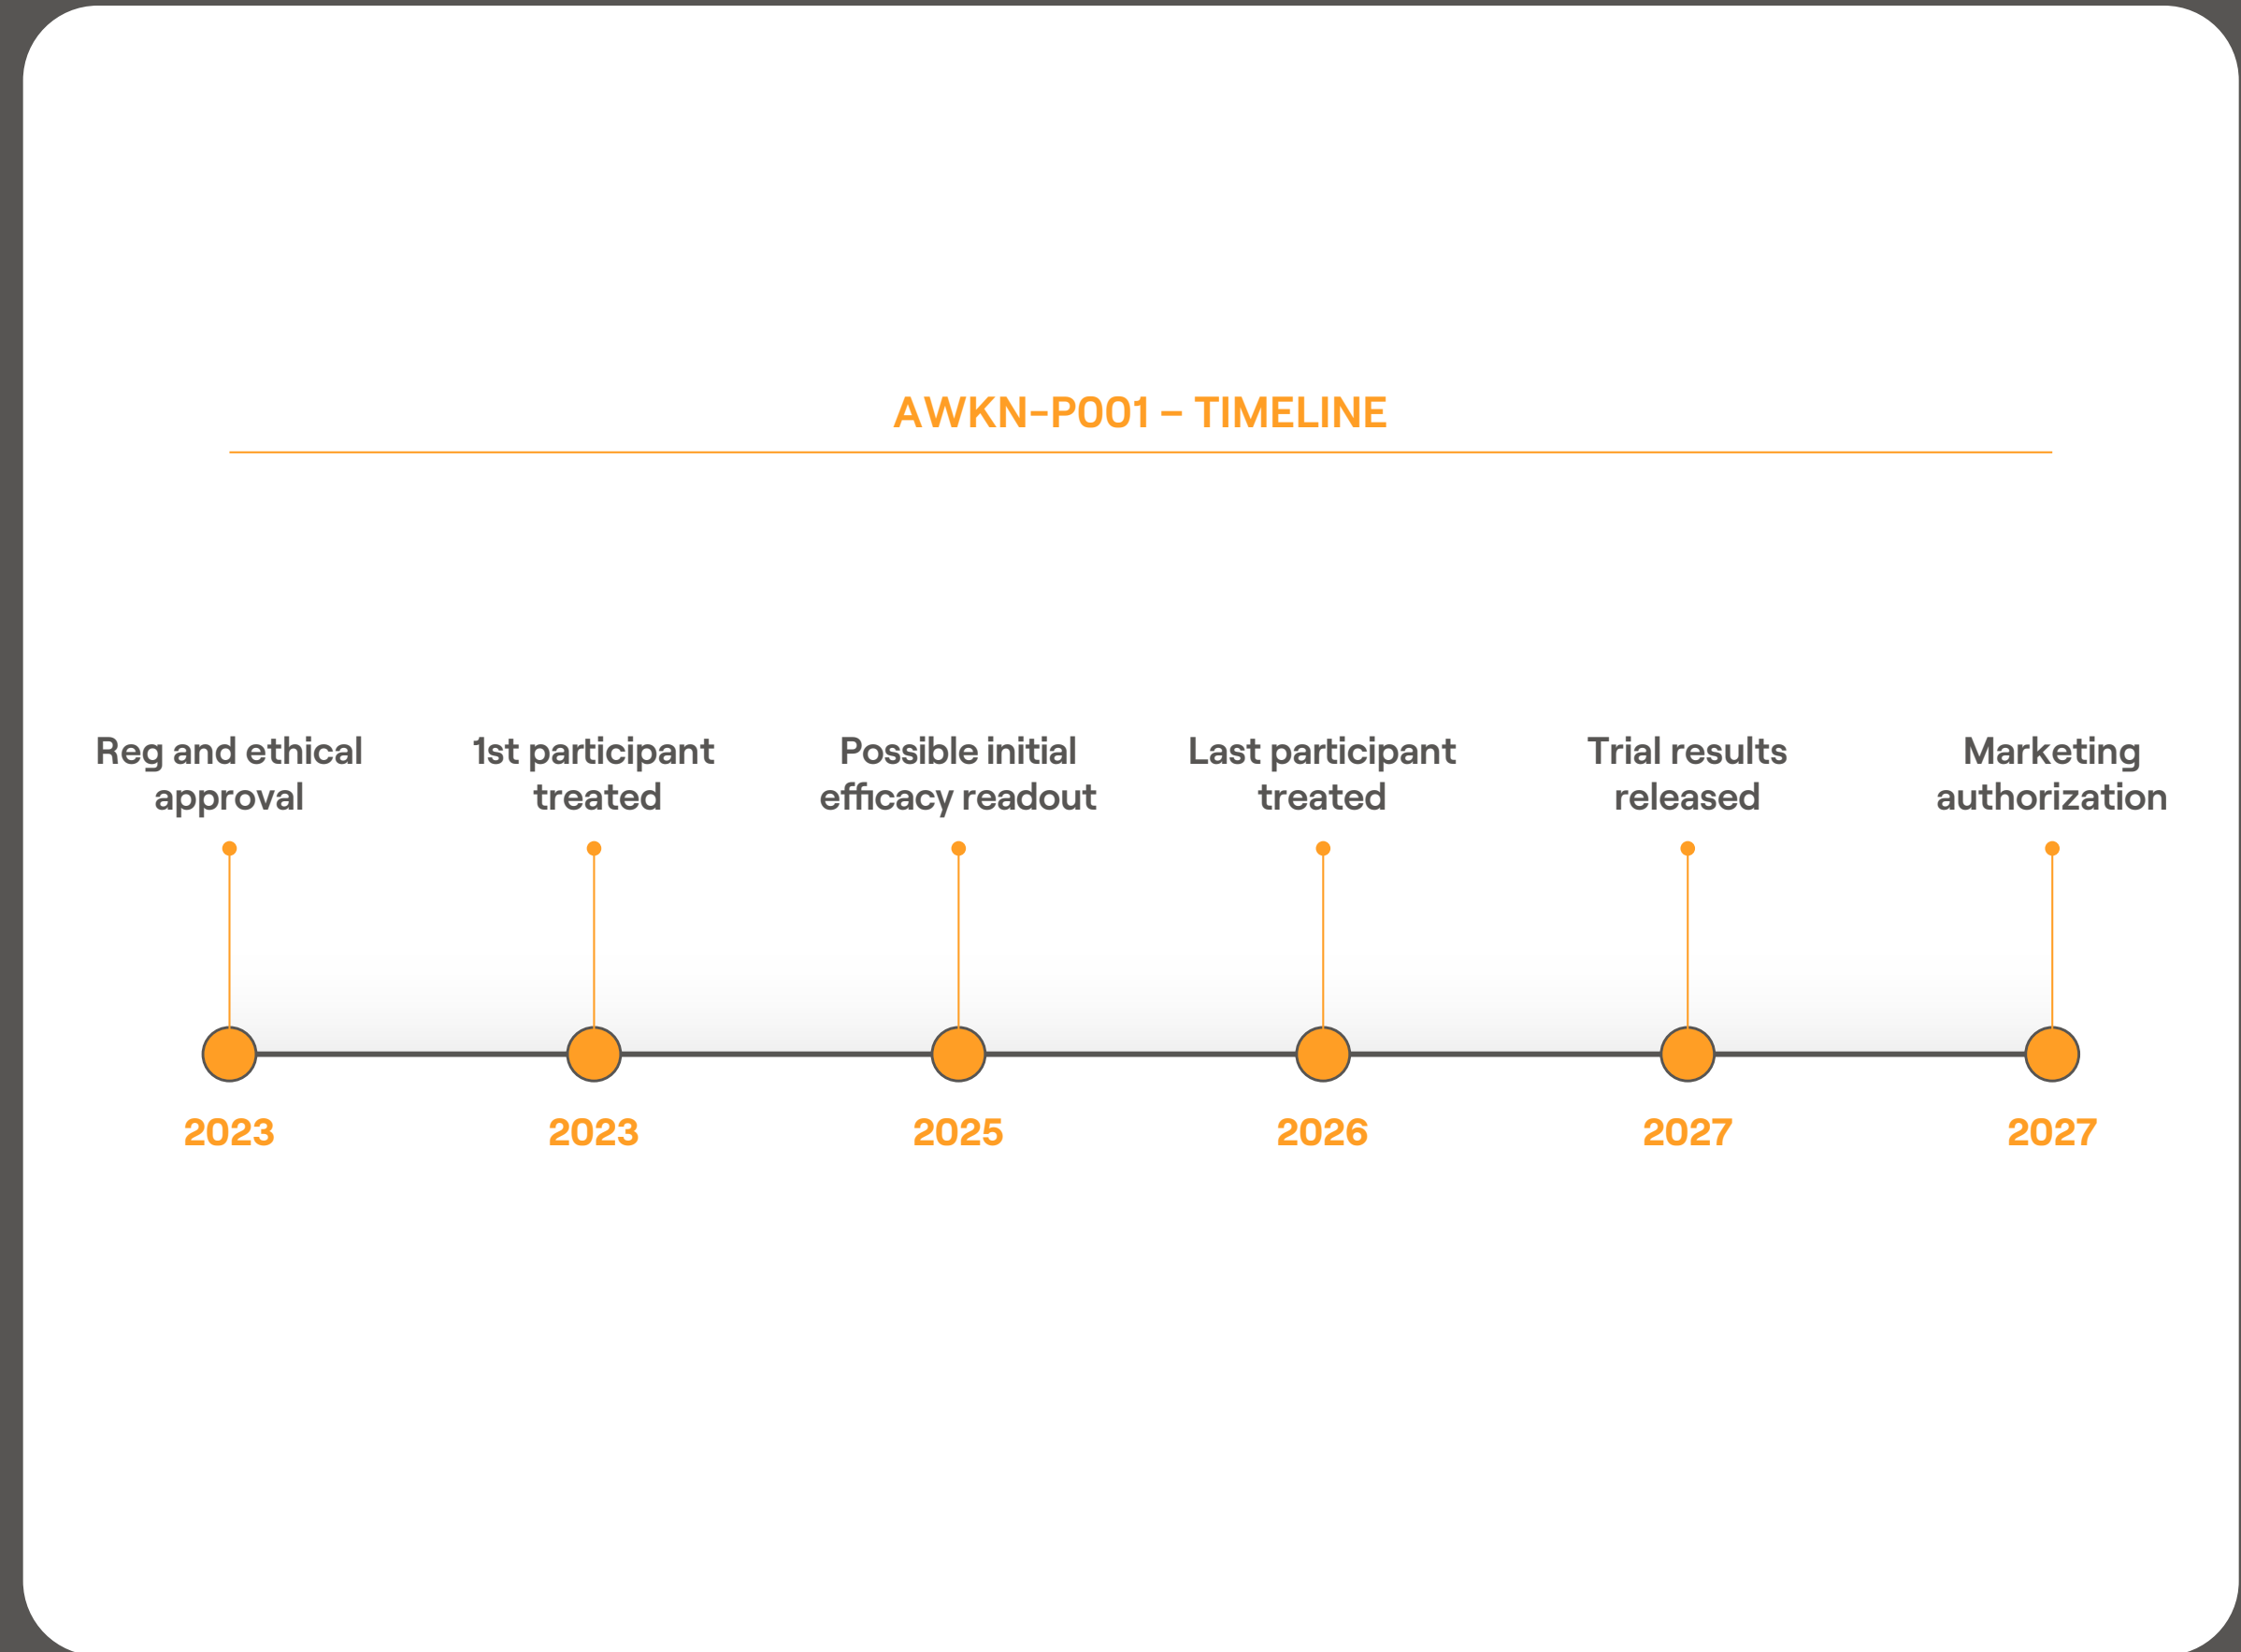 AWKN-P001 – TIMELINE
Reg and ethical
approval
1st participant
treated
Possible initial
efficacy readout
Last participant
treated
Trial results
released
Marketing
authorization
2023
2023
2025
2026
2027
2027